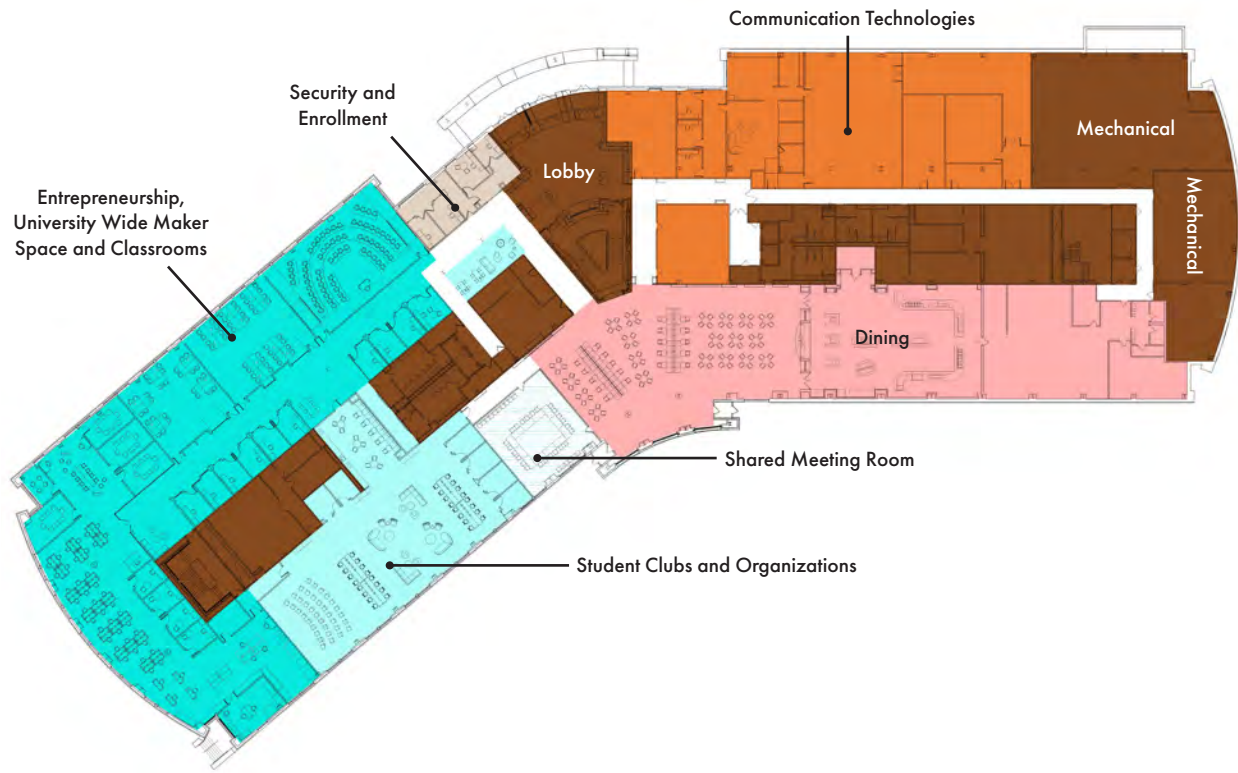 Communication Technologies
Security and
Enrollment
Mechanical
Lobby
Entrepreneurship,
University Wide Maker
Space and Classrooms
Mechanical
Dining
Shared Meeting Room
Student Clubs and Organizations